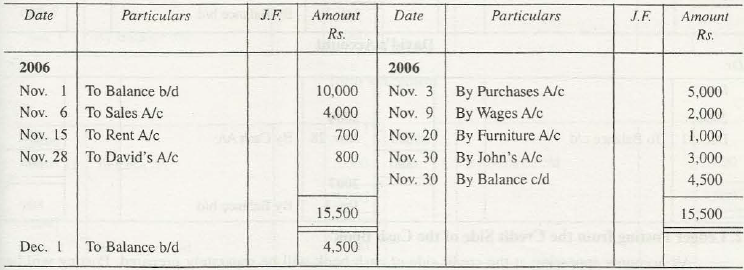 Date Particulars J.F. Amount Rs. Date Particulars J.F. Amount Rs.
2006 2006
Nov. 1 To Balance b/d 10,000 Nov. 3 By Purchases A/c 5,000
Nov. 6 To Sales A/c 4,000 Nov. 9 By Wages A/c 2,000
Nov. 15 To Rent A/c 700 Nov. 20 By Furniture A/c 1,000
Nov. 28 To David's A/c 800 Nov. 30 By John's A/c 3,000
Nov. 30 By Balance c/d 4,500
15,500 15,500
Dec. 1 To Balance b/d 4,500